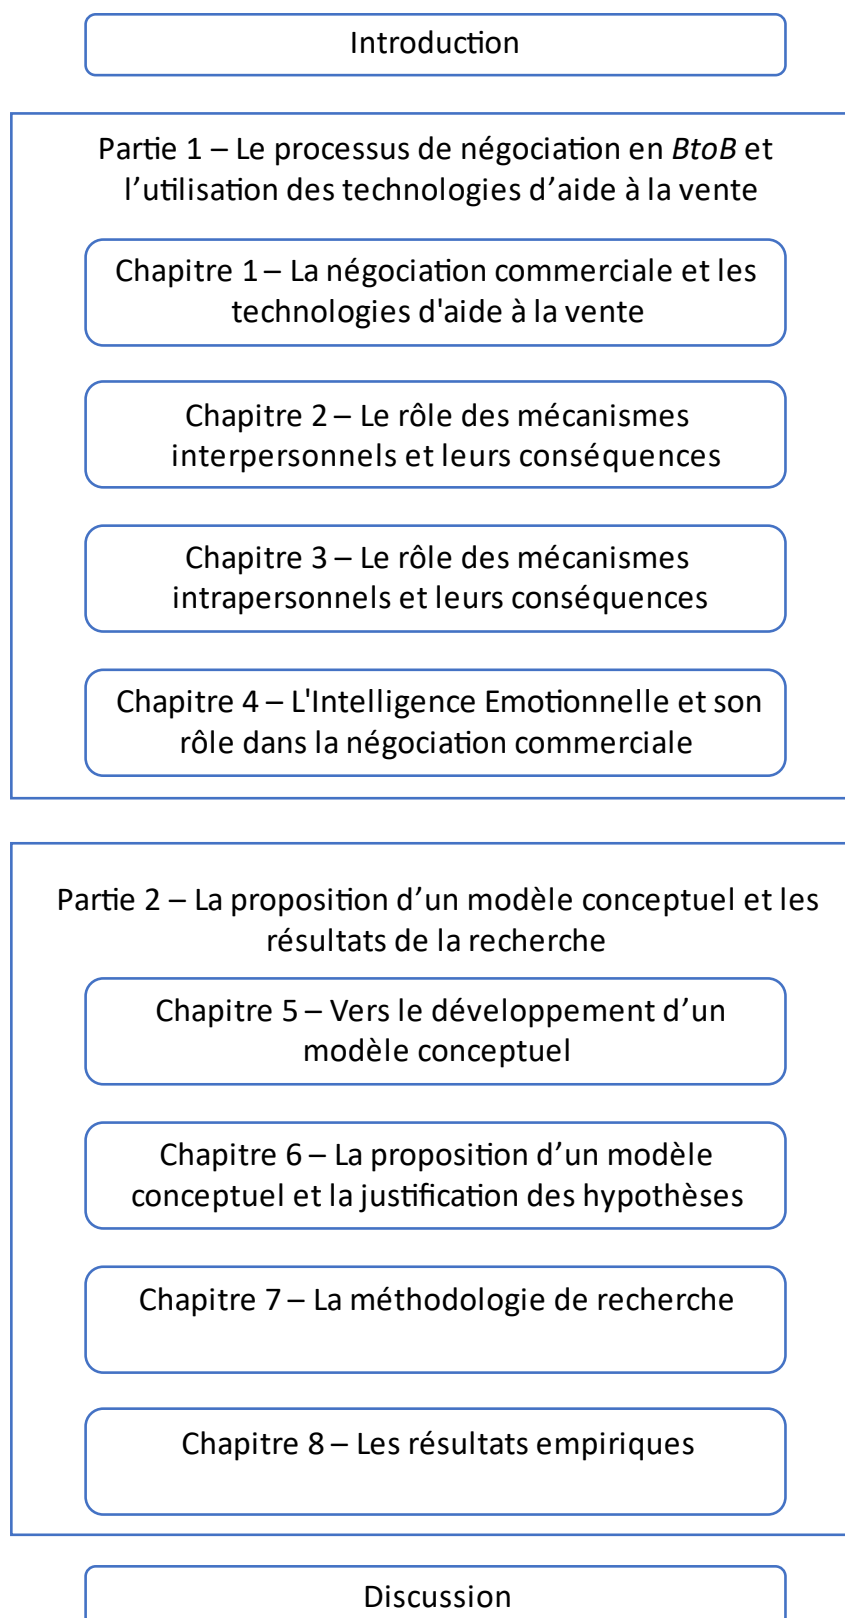 Introduction
Partie 1 – Le processus de négociation en BtoB et
l’utilisation des technologies d’aide à la vente
Chapitre 1 – La négociation commerciale et les
technologies d'aide à la vente
Chapitre 2 – Le rôle des mécanismes
interpersonnels et leurs conséquences
Chapitre 3 – Le rôle des mécanismes
intrapersonnels et leurs conséquences
Chapitre 4 – L'Intelligence Emotionnelle et son
rôle dans la négociation commerciale
Partie 2 – La proposition d’un modèle conceptuel et les
résultats de la recherche
Chapitre 5 – Vers le développement d’un
modèle conceptuel
Chapitre 6 – La proposition d’un modèle
conceptuel et la justification des hypothèses
Chapitre 7 – La méthodologie de recherche
Chapitre 8 – Les résultats empiriques
Discussion